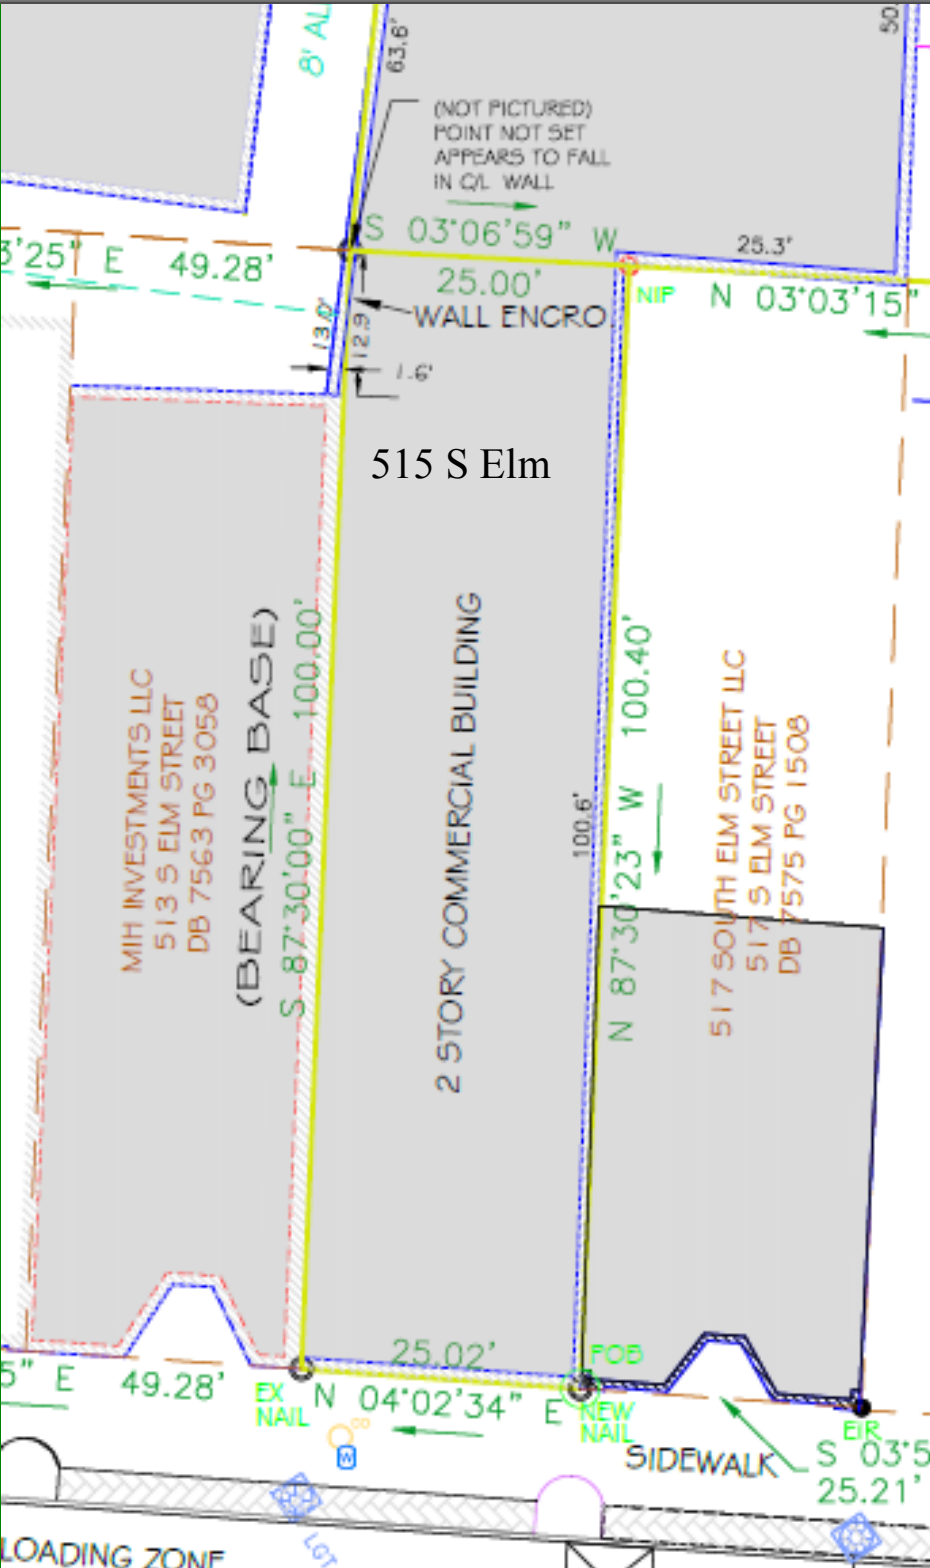 8' AL
63.6'
50.
(NOT PICTURED)
POINT NOT SET
APPEARS TO FALL
IN C/L WALL
S 03°06'59" W
25.00'
3'25" E 49.28'
25.3'
NIP
N 03°03'15"
WALL ENCRO
13.0'
12.9
1.6'
515 S Elm
MIH INVESTMENTS LLC
513 S ELM STREET
DB 7563 PG 3058
(BEARING BASE)
S 87°30'00" E 100.00'
2 STORY COMMERCIAL BUILDING
100.6'
N 87°30'23" W 100.40'
517 SOUTH ELM STREET LLC
517 S ELM STREET
DB 7575 PG 1508
25.02'
POB
5" E 49.28'
EX
NAIL
N 04°02'34" E
NEW
NAIL
EIR
CO
W
SIDEWALK
S 03°5
25.21'
LGT
LOADING ZONE